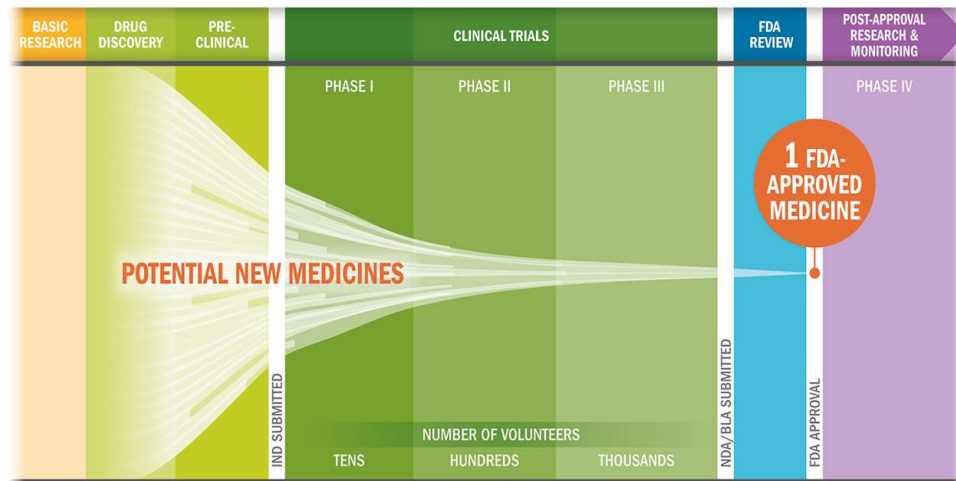 BASIC
RESEARCH
DRUG
DISCOVERY
PRE-
CLINICAL
CLINICAL TRIALS
FDA
REVIEW
POST-APPROVAL
RESEARCH &
MONITORING
PHASE I
PHASE II
PHASE III
PHASE IV
1 FDA-
APPROVED
MEDICINE
POTENTIAL NEW MEDICINES
IND SUBMITTED
NDA/BLA SUBMITTED
FDA APPROVAL
NUMBER OF VOLUNTEERS
TENS
HUNDREDS
THOUSANDS